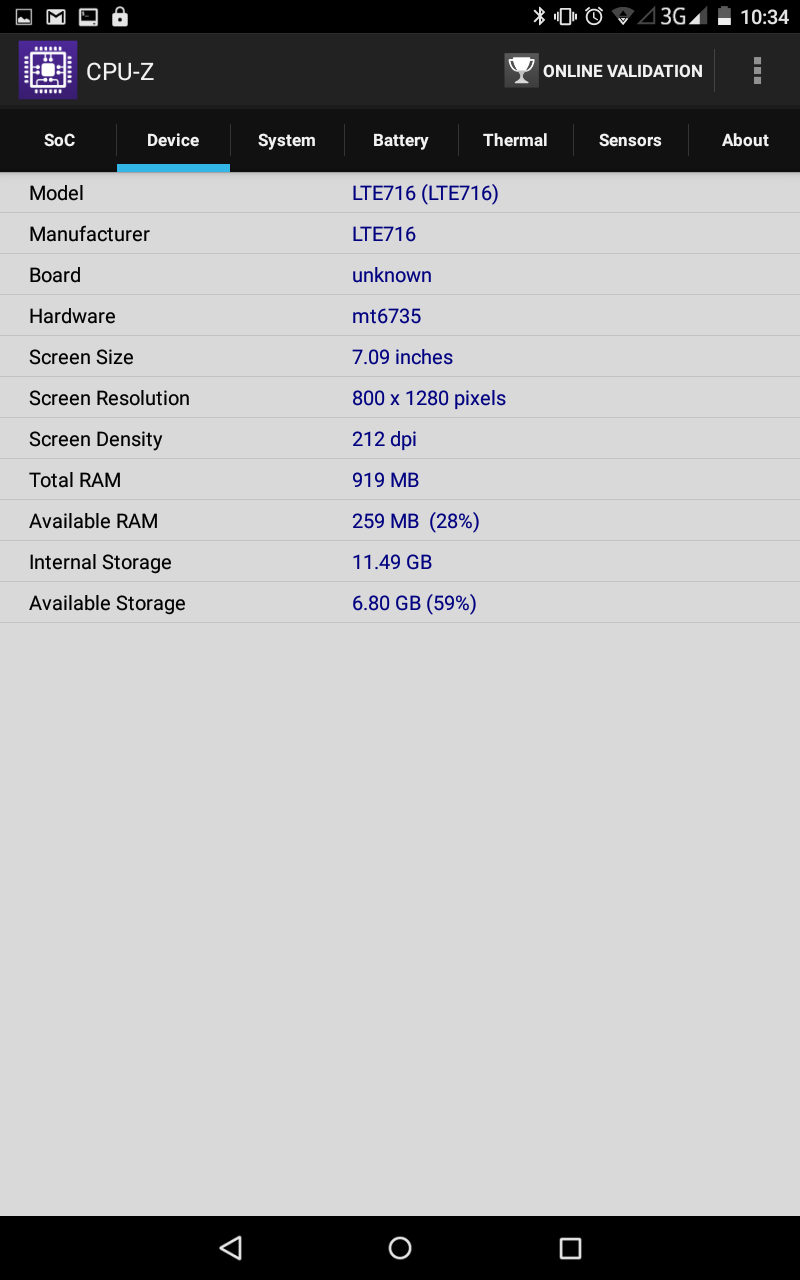 3G 10:34
CPU-Z ONLINE VALIDATION
SoC Device System Battery Thermal Sensors About
Model LTE716 (LTE716)
Manufacturer LTE716
Board unknown
Hardware mt6735
Screen Size 7.09 inches
Screen Resolution 800 x 1280 pixels
Screen Density 212 dpi
Total RAM 919 MB
Available RAM 259 MB (28%)
Internal Storage 11.49 GB
Available Storage 6.80 GB (59%)